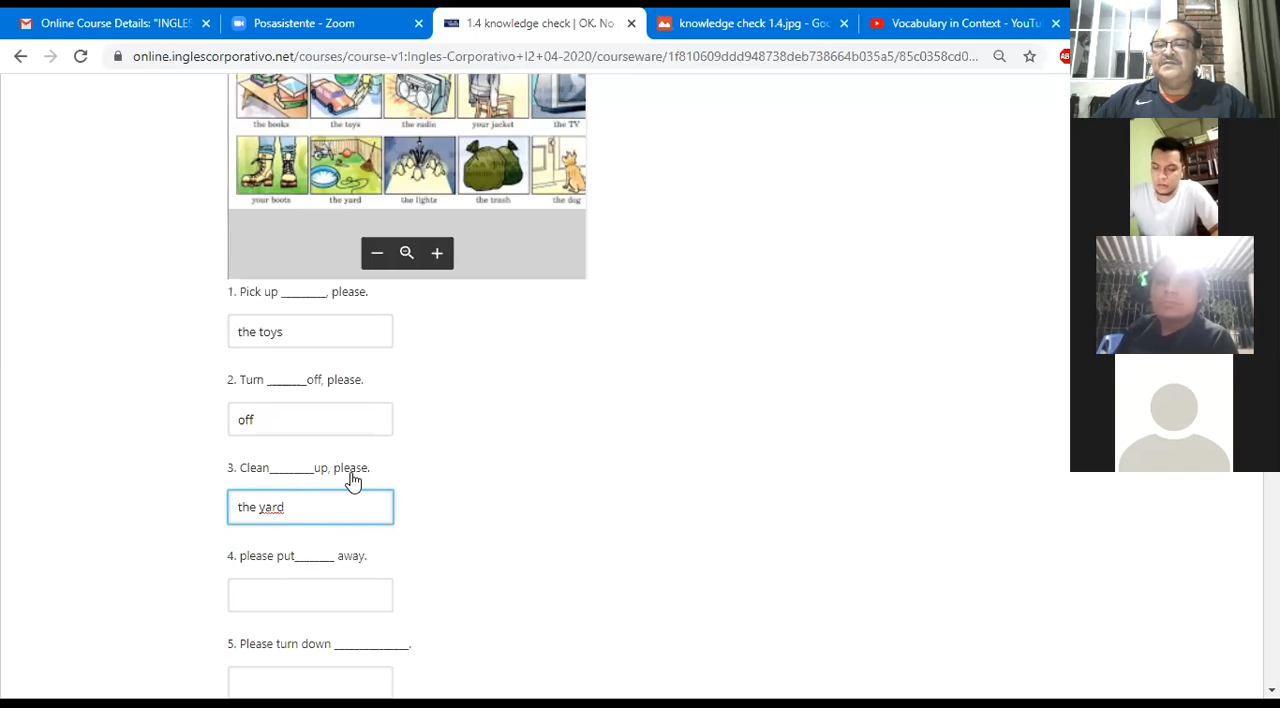 Online Course Details: "INGLES
Posasistente - Zoom
1.4 knowledge check | OK. No
knowledge check 1.4.jpg - Goo
Vocabulary in Context - YouTu
online.inglescorporativo.net/courses/course-v1:Ingles-Corporativo+I2+04-2020/courseware/1f810609ddd948738deb738664b035a5/85c0358cd0...
the books
the toys
the radio
your jacket
the TV
your boots
the yard
the lights
the trash
the dog
1. Pick up ________, please.
the toys
2. Turn _______off, please.
off
3. Clean________up, please.
the yard
4. please put_______ away.
5. Please turn down _____________.